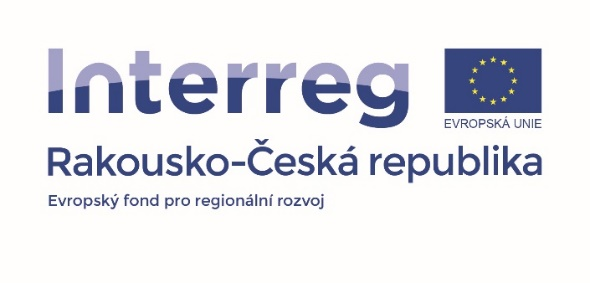 Interreg
EVROPSKÁ UNIE
Rakousko-Česká republika
Evropský fond pro regionální rozvoj